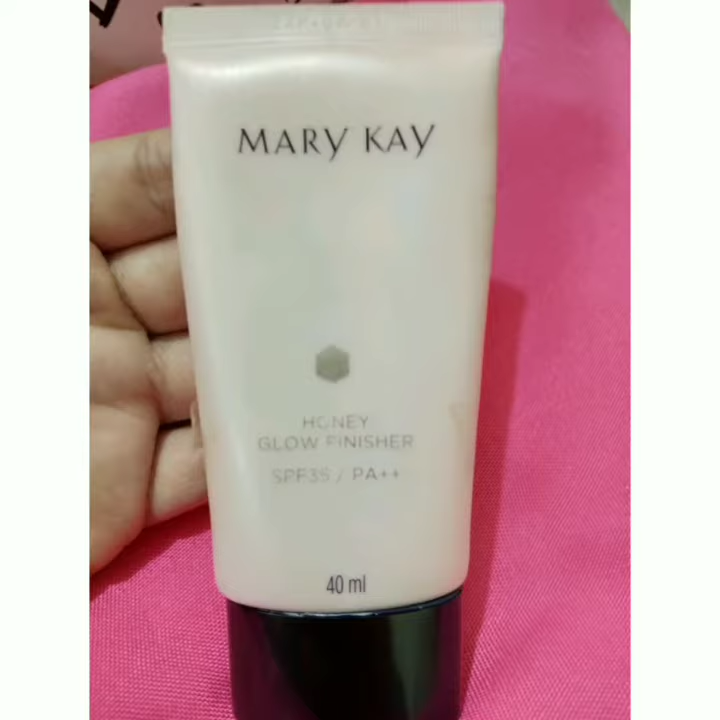 MARY KAY
HONEY
GLOW FINISHER
SPF35 / PA++
40 ml